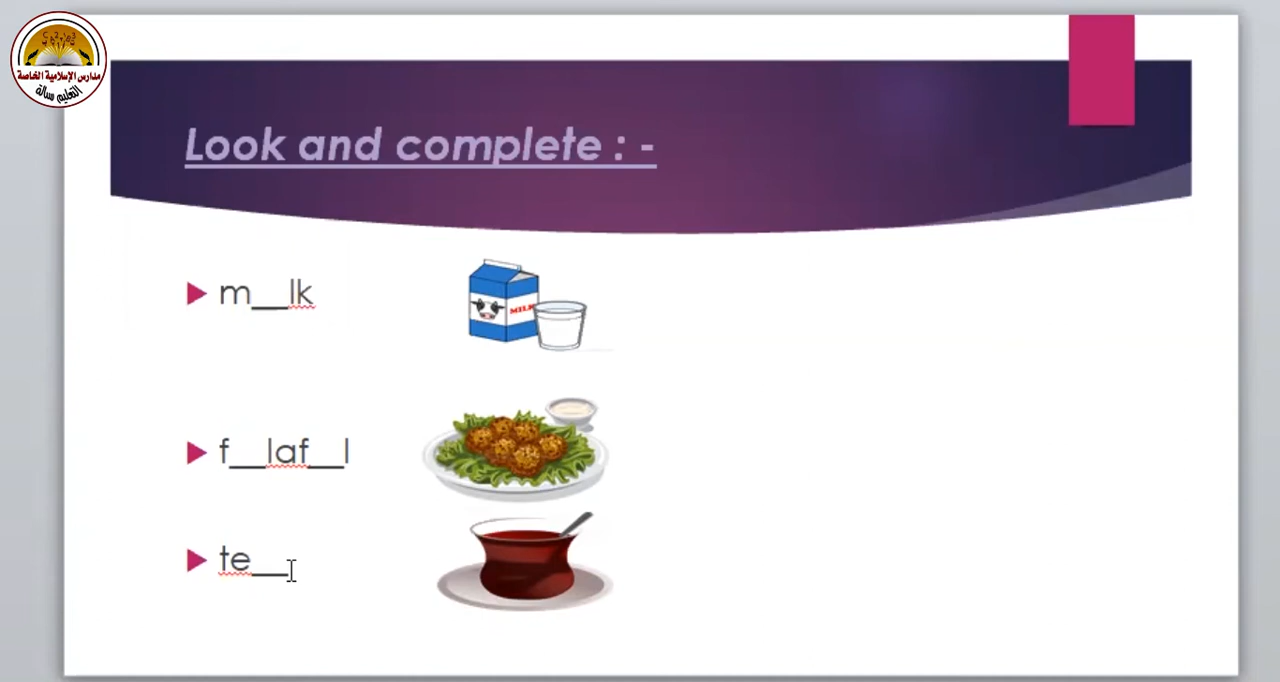 مدارس الإسلامية الخاصة
التعليم رسالة
Look and complete : -
m__lk
MILK
f__laf__l
te__